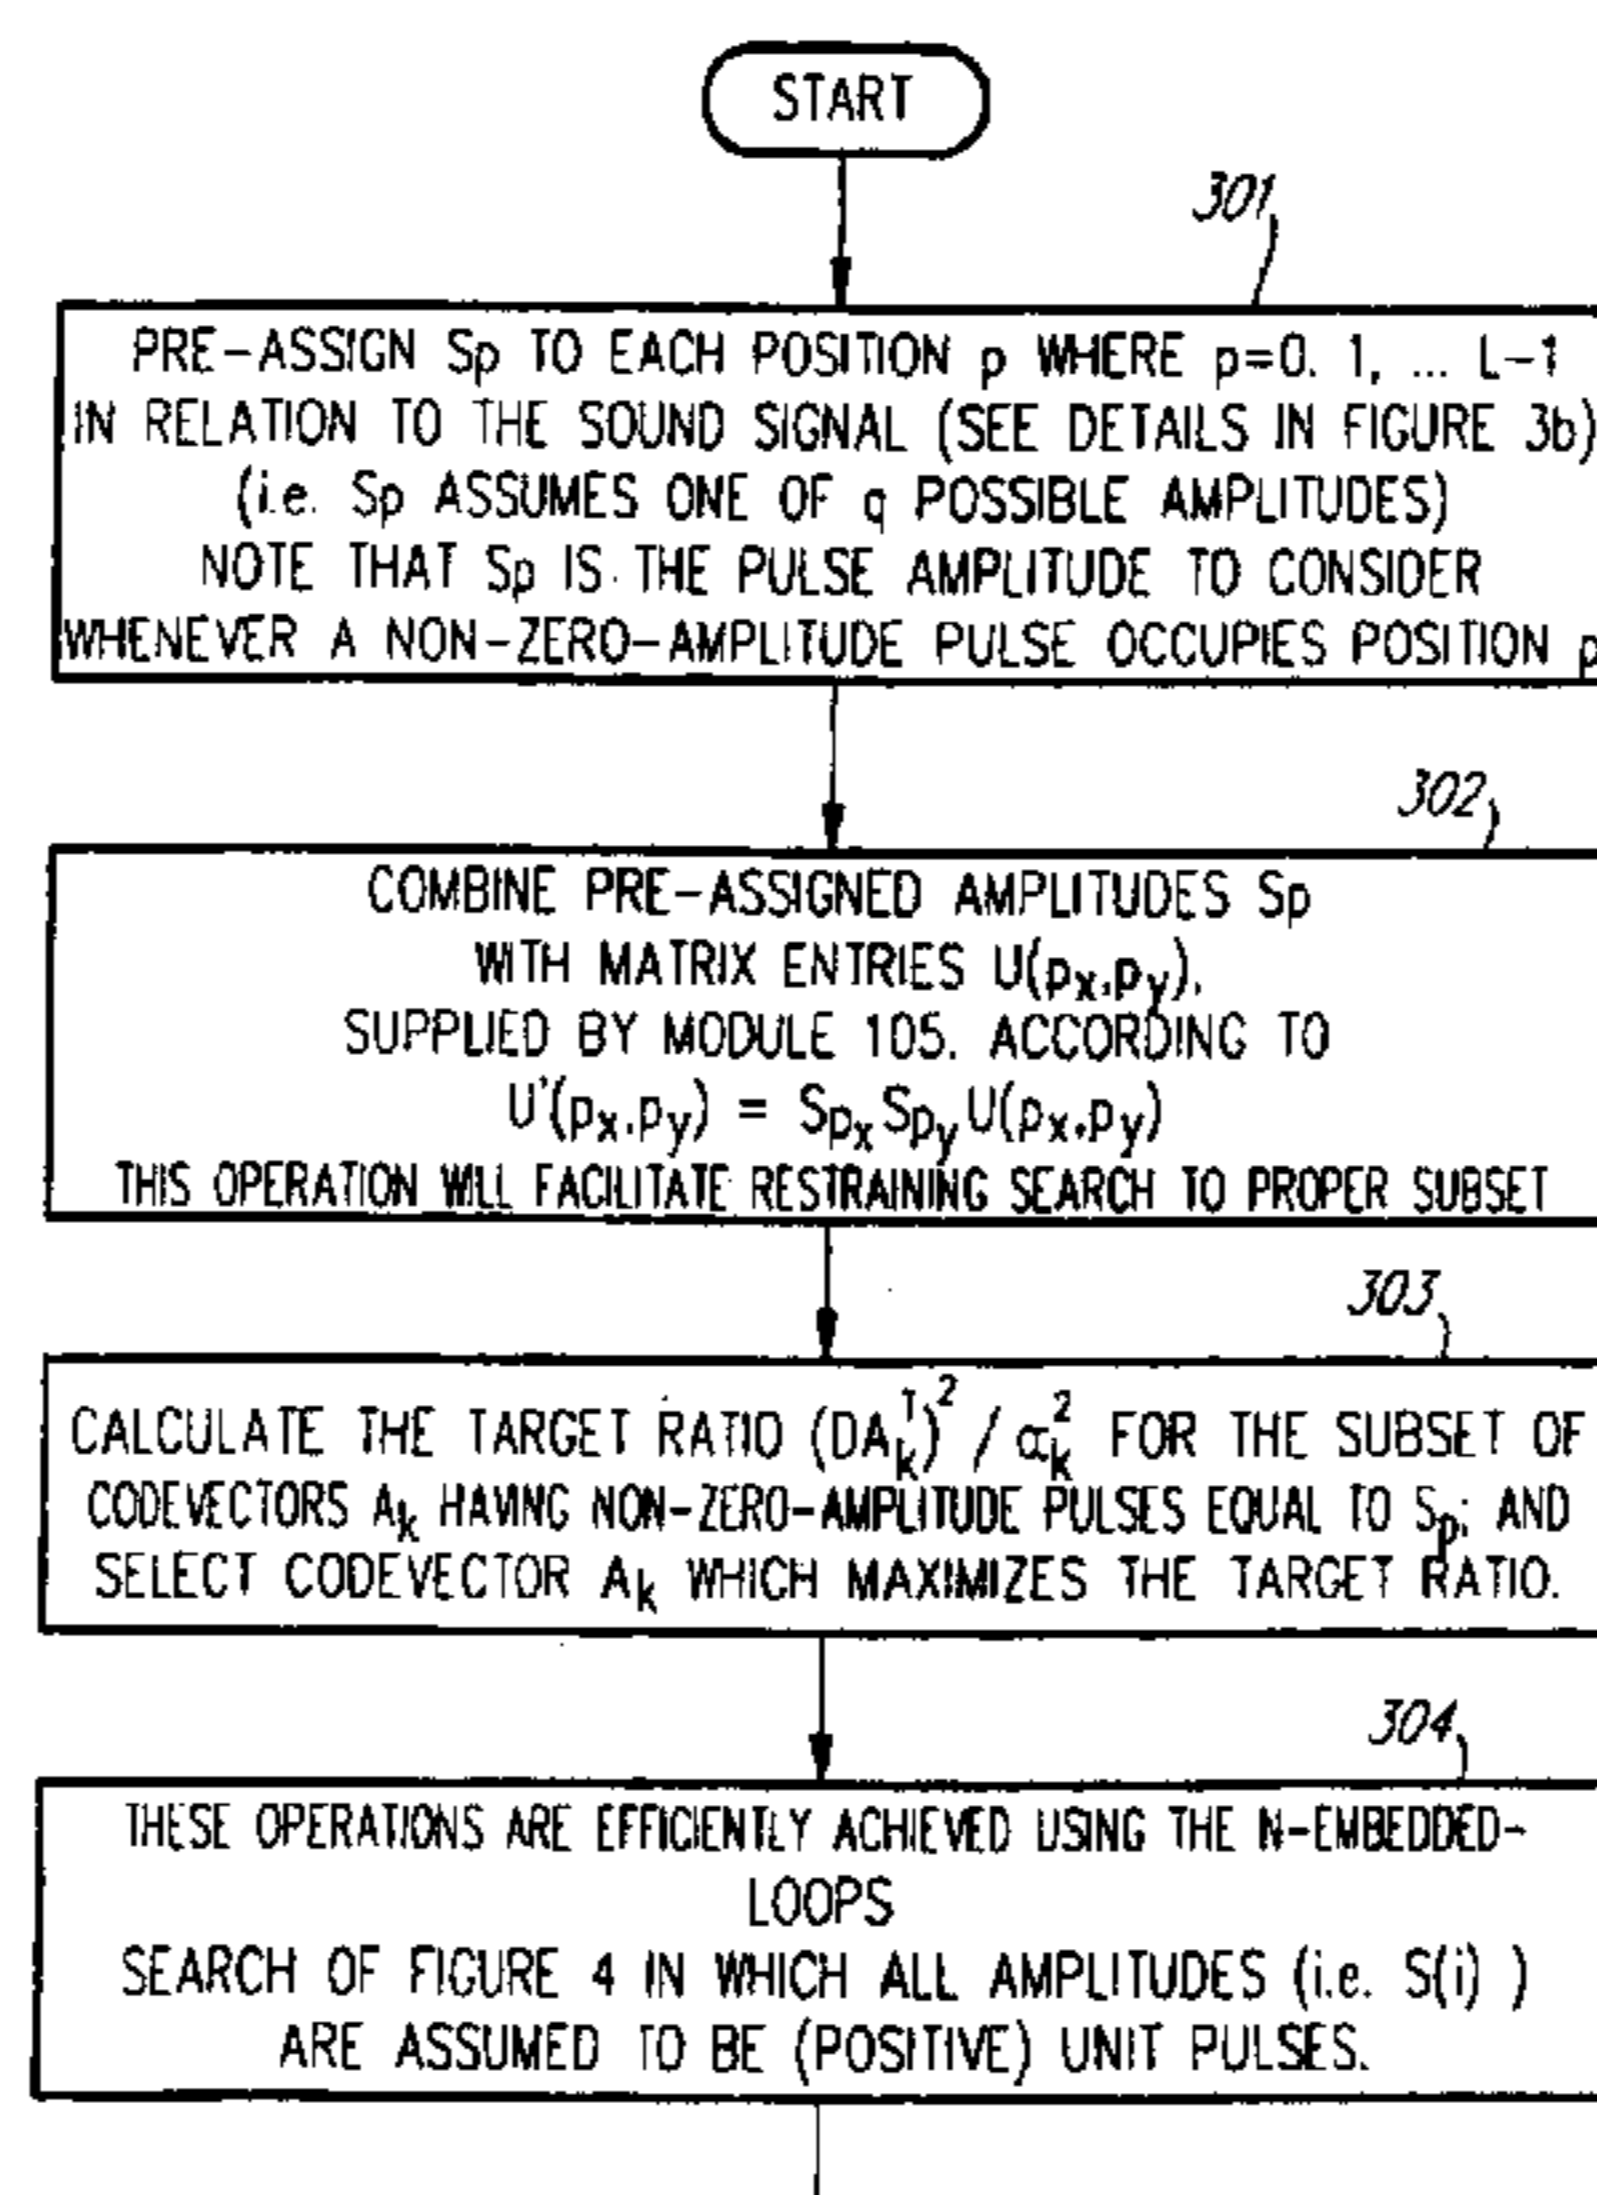 START
301
PRE-ASSIGN Sp TO EACH POSITION p WHERE p=0. 1, ... L-1
IN RELATION TO THE SOUND SIGNAL (SEE DETAILS IN FIGURE 3b)
(i.e. Sp ASSUMES ONE OF q POSSIBLE AMPLITUDES)
NOTE THAT Sp IS THE PULSE AMPLITUDE TO CONSIDER
WHENEVER A NON-ZERO-AMPLITUDE PULSE OCCUPIES POSITION p
302
COMBINE PRE-ASSIGNED AMPLITUDES Sp
WITH MATRIX ENTRIES U(px,py),
SUPPLIED BY MODULE 105. ACCORDING TO
U'(px,py) = Spx Spy U(px,py)
THIS OPERATION WILL FACILITATE RESTRAINING SEARCH TO PROPER SUBSET
303
CALCULATE THE TARGET RATIO (DA_k^T)^2 / α_k^2 FOR THE SUBSET OF
CODEVECTORS Ak HAVING NON-ZERO-AMPLITUDE PULSES EQUAL TO Sp; AND
SELECT CODEVECTOR Ak WHICH MAXIMIZES THE TARGET RATIO.
304
THESE OPERATIONS ARE EFFICIENTLY ACHIEVED USING THE N-EMBEDDED-
LOOPS
SEARCH OF FIGURE 4 IN WHICH ALL AMPLITUDES (i.e. S(i) )
ARE ASSUMED TO BE (POSITIVE) UNIT PULSES.